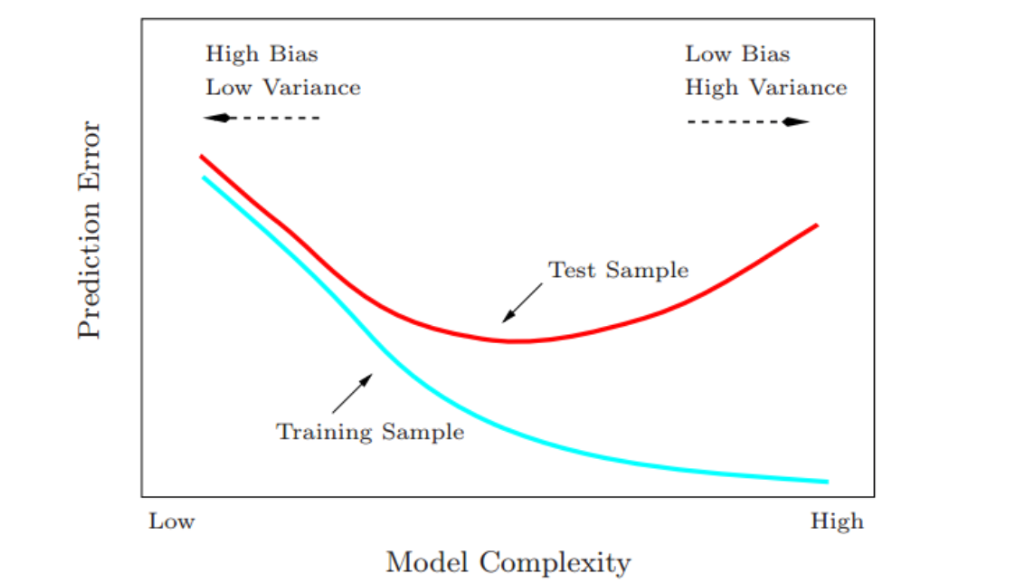 High Bias
Low Variance
Low Bias
High Variance
Prediction Error
Test Sample
Training Sample
Low
High
Model Complexity